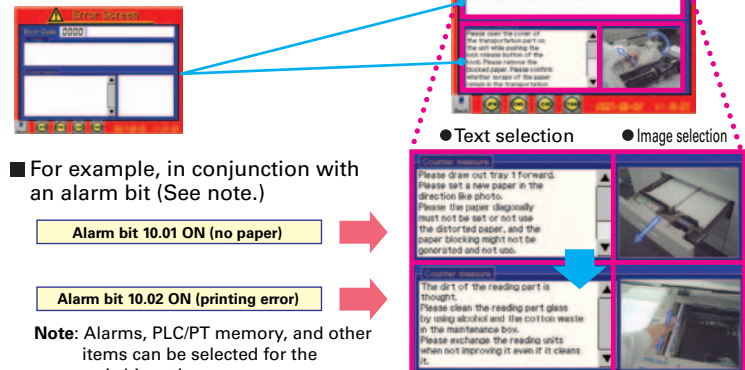 Error Screen
Error Code 0000
Please open the cover of
the transportation part on
the unit while pushing the
lock release button of the
knob. Please remove the
blocked paper. Please confirm
whether scraps of the paper
remain in the transportation
●Text selection
●Image selection
■For example, in conjunction with
an alarm bit (See note.)
Alarm bit 10.01 ON (no paper)
Alarm bit 10.02 ON (printing error)
Note: Alarms, PLC/PT memory, and other
items can be selected for the
Counter measure
Please draw out tray 1 forward.
Please set a new paper in the
direction like photo.
Please the paper diagonally
must not be set or not use
the distorted paper, and the
paper blocking might not be
generated and not use.
Counter measure
The dirt of the reading part is
thought.
Please clean the reading part glass
by using alcohol and the cotton waste
in the maintenance box.
Please exchange the reading units
when not improving it even if it cleans
it.